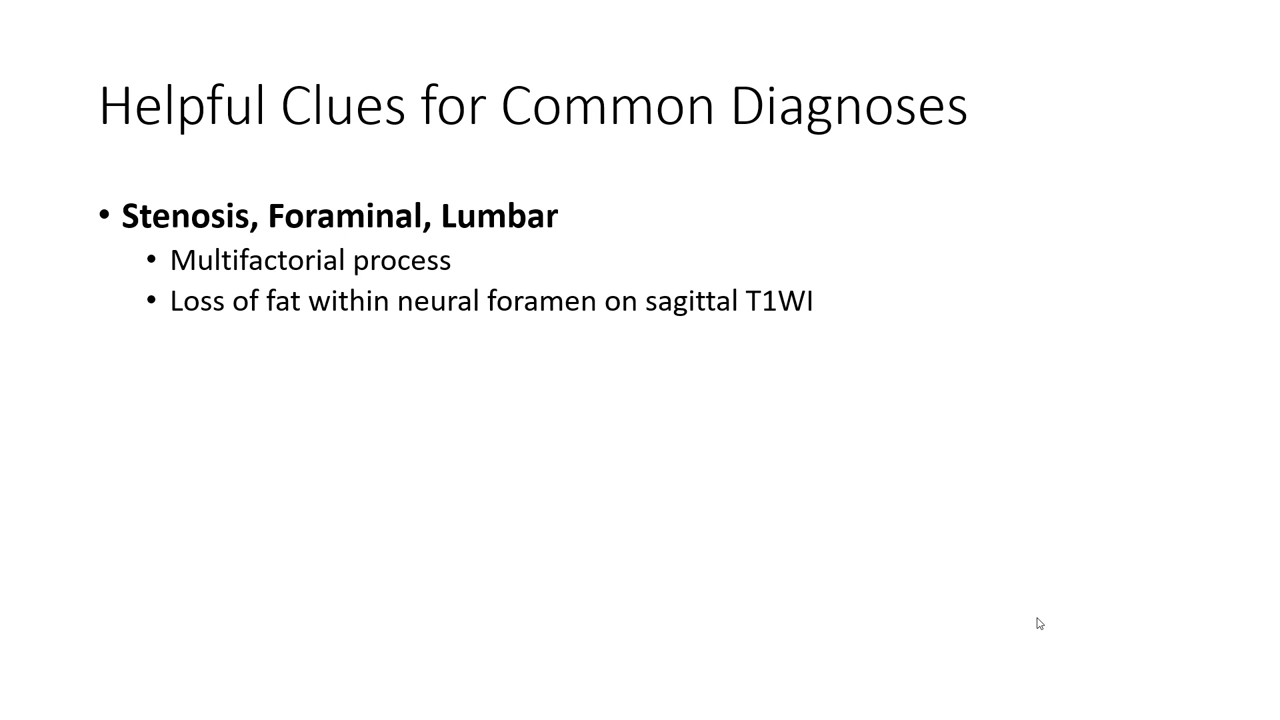 Helpful Clues for Common Diagnoses
• Stenosis, Foraminal, Lumbar
• Multifactorial process
• Loss of fat within neural foramen on sagittal T1WI